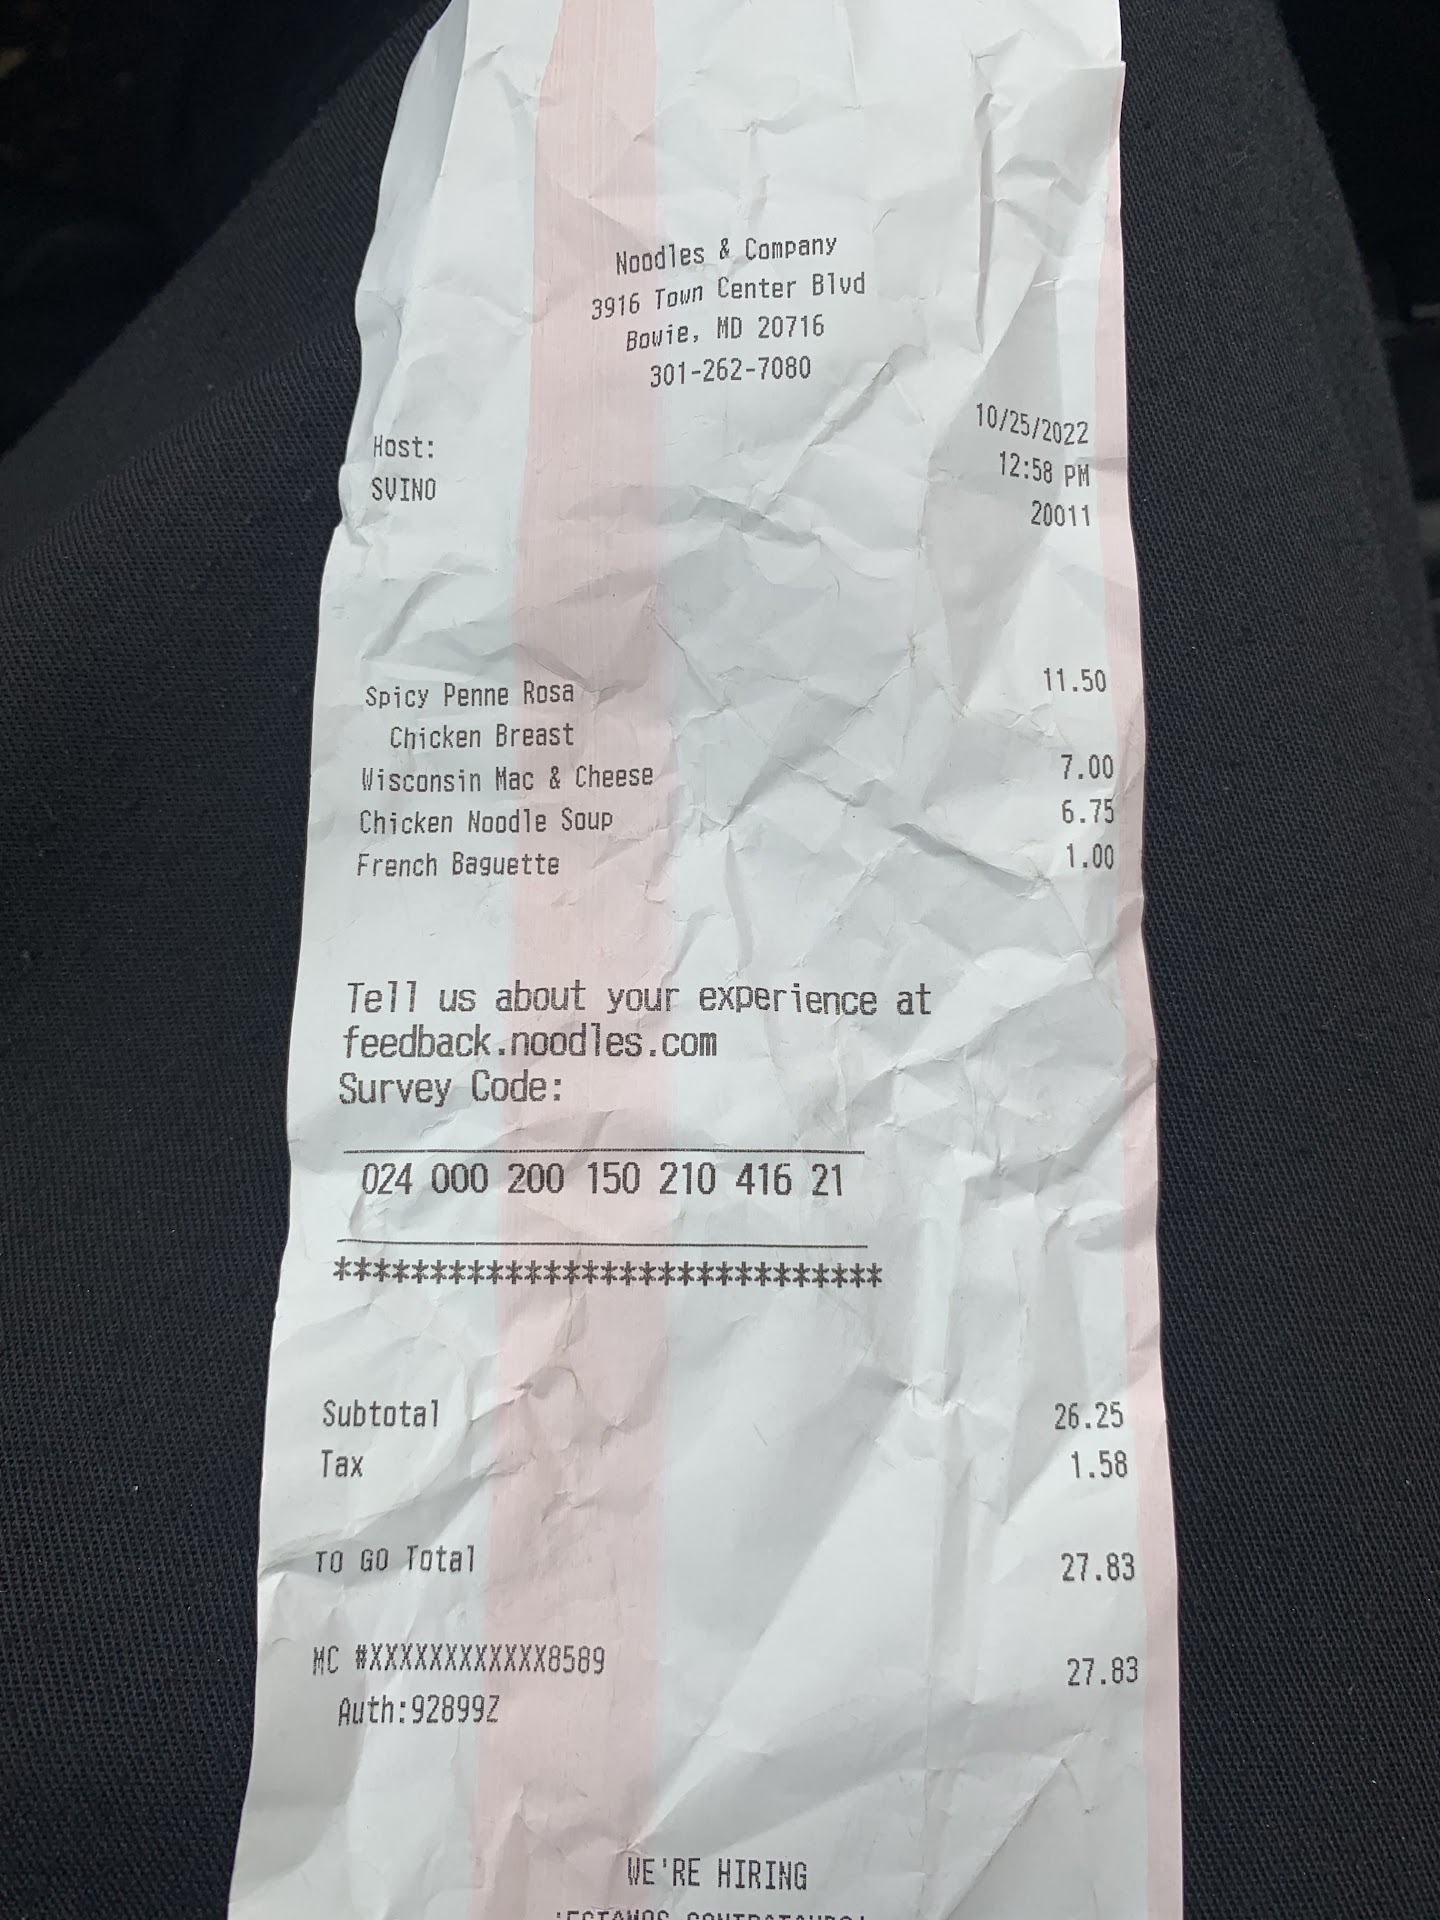 Noodles & Company
3916 Town Center Blvd
Bowie, MD 20716
301-262-7080
Host: 10/25/2022
SVINO 12:58 PM
20011
Spicy Penne Rosa 11.50
Chicken Breast
Wisconsin Mac & Cheese 7.00
Chicken Noodle Soup 6.75
French Baguette 1.00
Tell us about your experience at
feedback.noodles.com
Survey Code:
024 000 200 150 210 416 21
*****************************
Subtotal 26.25
Tax 1.58
TO GO Total 27.83
MC #XXXXXXXXXXXX8589 27.83
Auth:92899Z
WE'RE HIRING